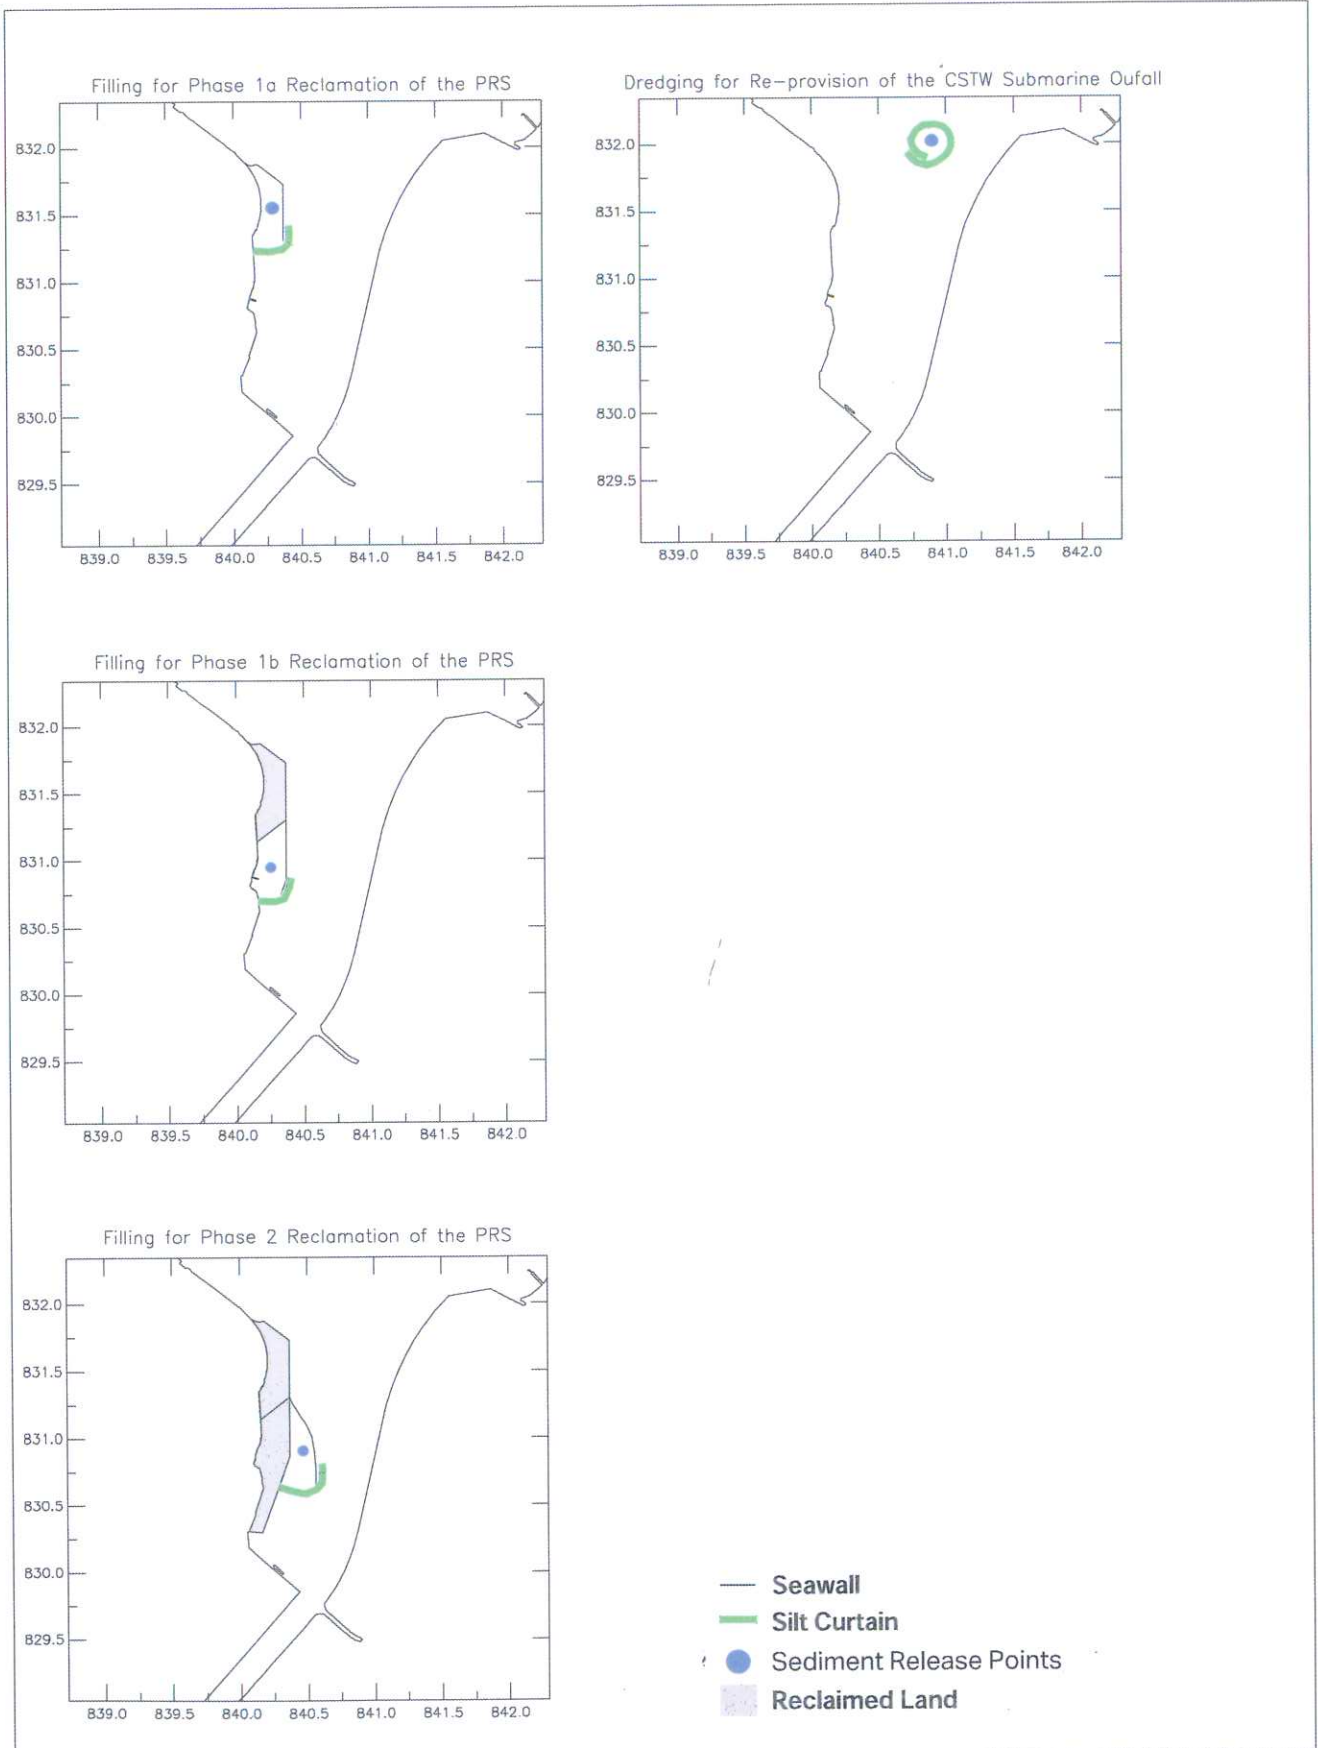 Filling for Phase 1a Reclamation of the PRS
832.0
831.5
831.0
830.5
830.0
829.5
839.0 839.5 840.0 840.5 841.0 841.5 842.0
Dredging for Re-provision of the CSTW Submarine Oufall
832.0
831.5
831.0
830.5
830.0
829.5
839.0 839.5 840.0 840.5 841.0 841.5 842.0
Filling for Phase 1b Reclamation of the PRS
832.0
831.5
831.0
830.5
830.0
829.5
839.0 839.5 840.0 840.5 841.0 841.5 842.0
Filling for Phase 2 Reclamation of the PRS
832.0
831.5
831.0
830.5
830.0
829.5
839.0 839.5 840.0 840.5 841.0 841.5 842.0
Seawall
Silt Curtain
Sediment Release Points
Reclaimed Land